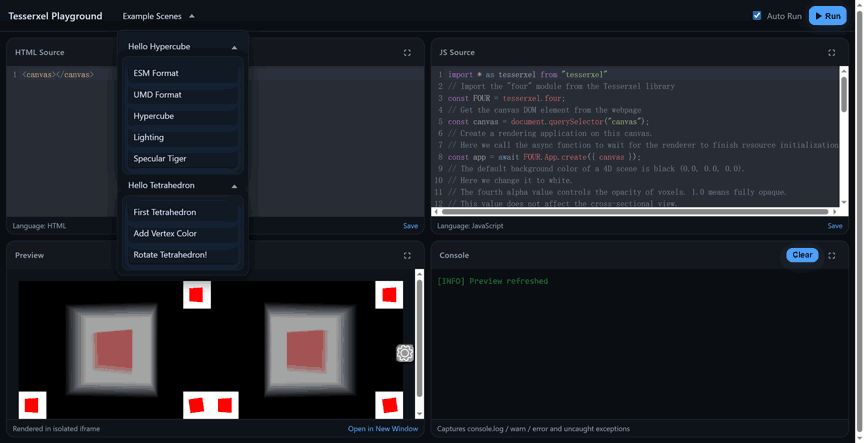 Tesserxel Playground
Example Scenes
Auto Run
Run
Hello Hypercube
ESM Format
UMD Format
Hypercube
Lighting
Specular Tiger
Hello Tetrahedron
First Tetrahedron
Add Vertex Color
Rotate Tetrahedron!
HTML Source
1 <canvas></canvas>
Language: HTML
Save
JS Source
1 import * as tesserxel from "tesserxel"
2 // Import the "four" module from the Tesserxel library
3 const FOUR = tesserxel.four;
4 // Get the canvas DOM element from the webpage
5 const canvas = document.querySelector("canvas");
6 // Create a rendering application on this canvas.
7 // Here we call the async function to wait for the renderer to finish resource initialization
8 const app = await FOUR.App.create({ canvas });
9 // The default background color of a 4D scene is black (0.0, 0.0, 0.0).
10 // Here we change it to white.
11 // The fourth alpha value controls the opacity of voxels. 1.0 means fully opaque.
12 // This value does not affect the cross-sectional view.
Language: JavaScript
Save
Preview
Rendered in isolated iframe
Open in New Window
Console
Clear
[INFO] Preview refreshed
Captures console.log / warn / error and uncaught exceptions